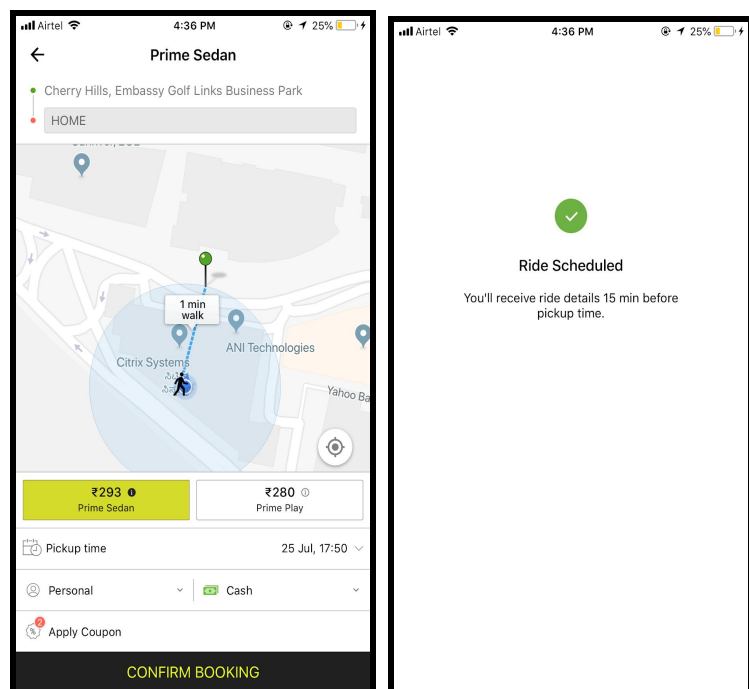 Airtel 4:36 PM 25%
Prime Sedan
Cherry Hills, Embassy Golf Links Business Park
HOME
1 min
walk
ANI Technologies
Citrix Systems
Yahoo Ba
₹293
Prime Sedan
₹280
Prime Play
Pickup time 25 Jul, 17:50
Personal Cash
2
% Apply Coupon
CONFIRM BOOKING
Airtel 4:36 PM 25%
Ride Scheduled
You'll receive ride details 15 min before
pickup time.